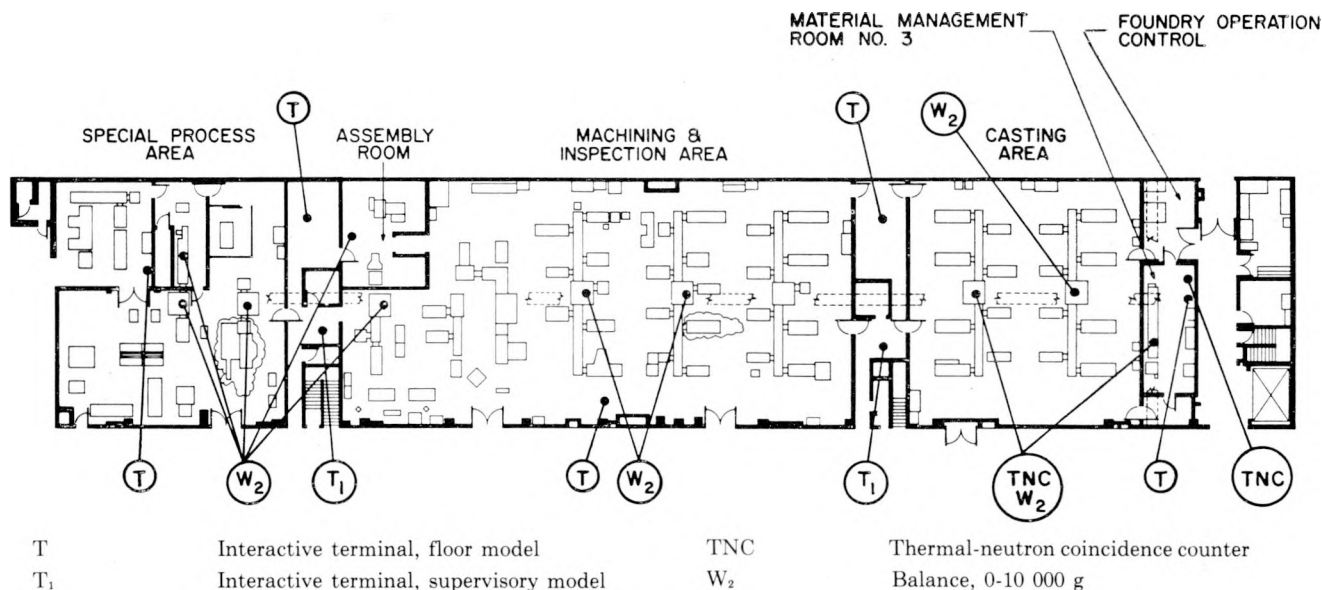 MATERIAL MANAGEMENT
ROOM NO. 3
FOUNDRY OPERATION
CONTROL
T
T
W₂
SPECIAL PROCESS
AREA
ASSEMBLY
ROOM
MACHINING &
INSPECTION AREA
CASTING
AREA
T
W₂
T₁
T
W₂
T₁
TNC
W₂
T
TNC
T Interactive terminal, floor model TNC Thermal-neutron coincidence counter
T₁ Interactive terminal, supervisory model W₂ Balance, 0-10 000 g